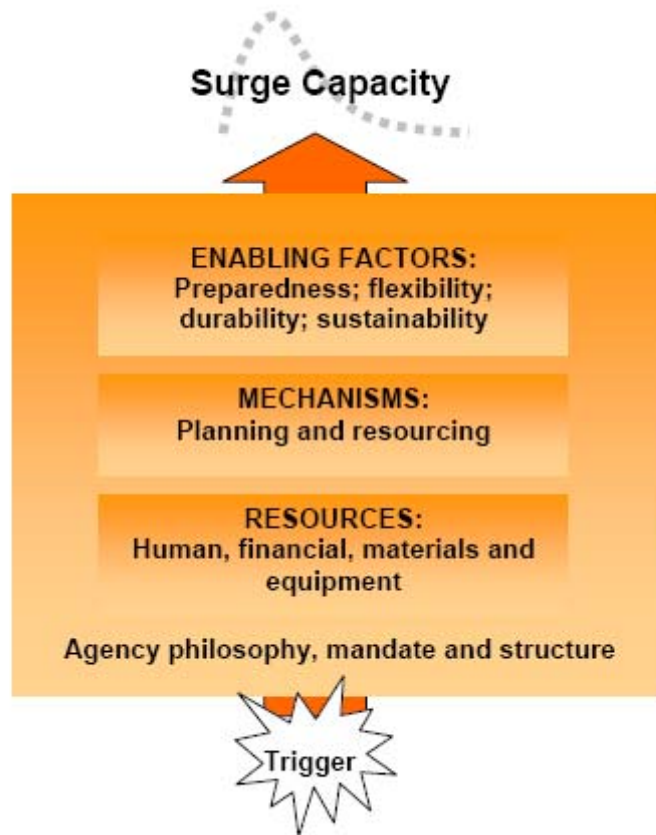 Surge Capacity
ENABLING FACTORS:
Preparedness; flexibility;
durability; sustainability
MECHANISMS:
Planning and resourcing
RESOURCES:
Human, financial, materials and
equipment
Agency philosophy, mandate and structure
Trigger